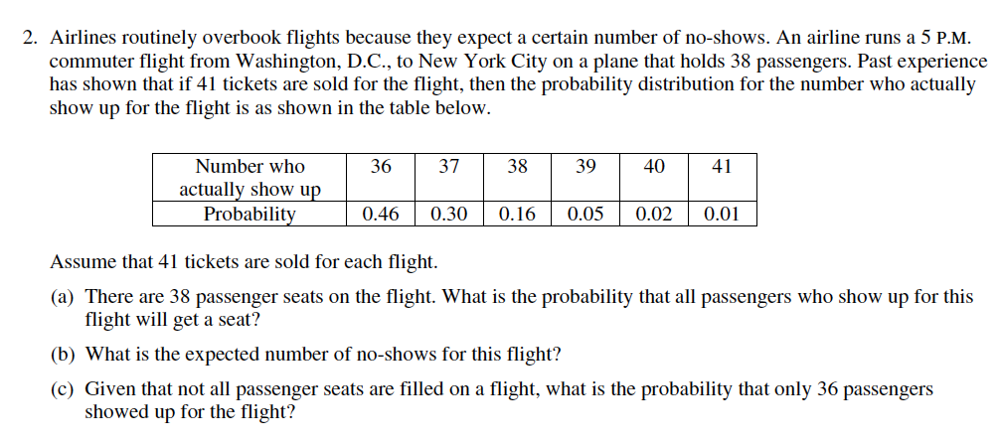 2. Airlines routinely overbook flights because they expect a certain number of no-shows. An airline runs a 5 P.M.
commuter flight from Washington, D.C., to New York City on a plane that holds 38 passengers. Past experience
has shown that if 41 tickets are sold for the flight, then the probability distribution for the number who actually
show up for the flight is as shown in the table below.
Number who actually show up 36 37 38 39 40 41
Probability 0.46 0.30 0.16 0.05 0.02 0.01
Assume that 41 tickets are sold for each flight.
(a) There are 38 passenger seats on the flight. What is the probability that all passengers who show up for this
flight will get a seat?
(b) What is the expected number of no-shows for this flight?
(c) Given that not all passenger seats are filled on a flight, what is the probability that only 36 passengers
showed up for the flight?